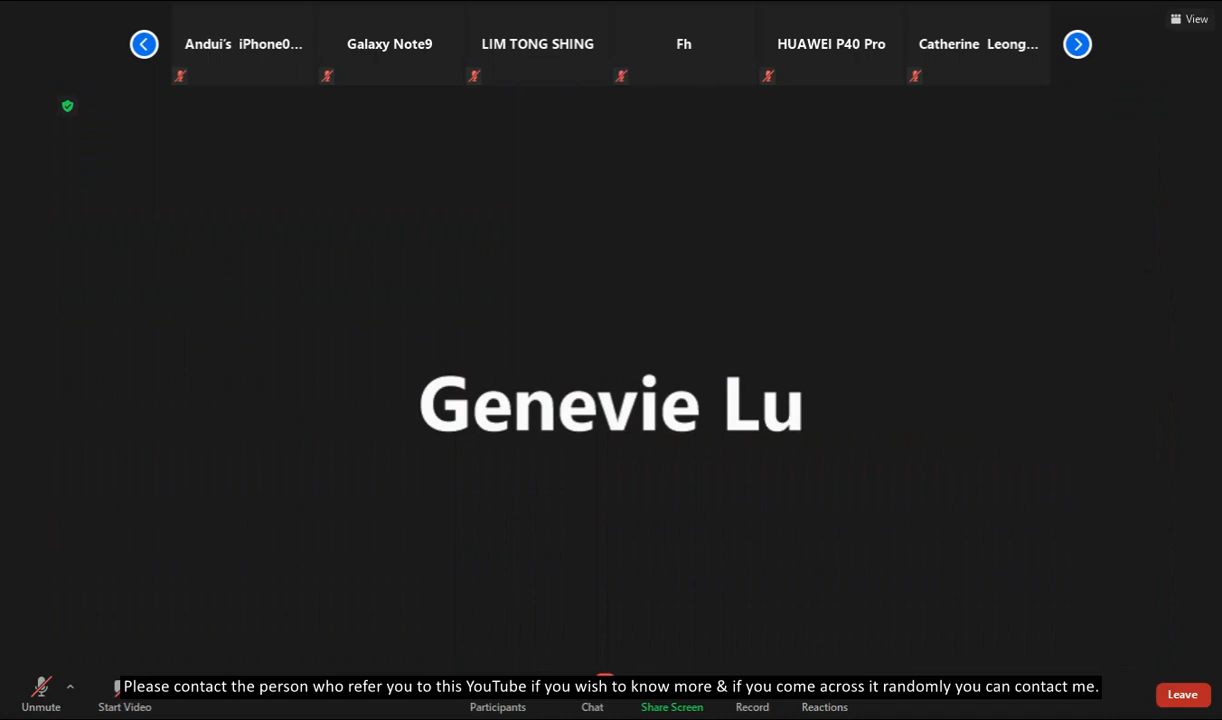 View
Andui's iPhone0...
Galaxy Note9
LIM TONG SHING
Fh
HUAWEI P40 Pro
Catherine Leong...
Genevie Lu
Please contact the person who refer you to this YouTube if you wish to know more & if you come across it randomly you can contact me.
Unmute
Start Video
Participants
Chat
Share Screen
Record
Reactions
Leave